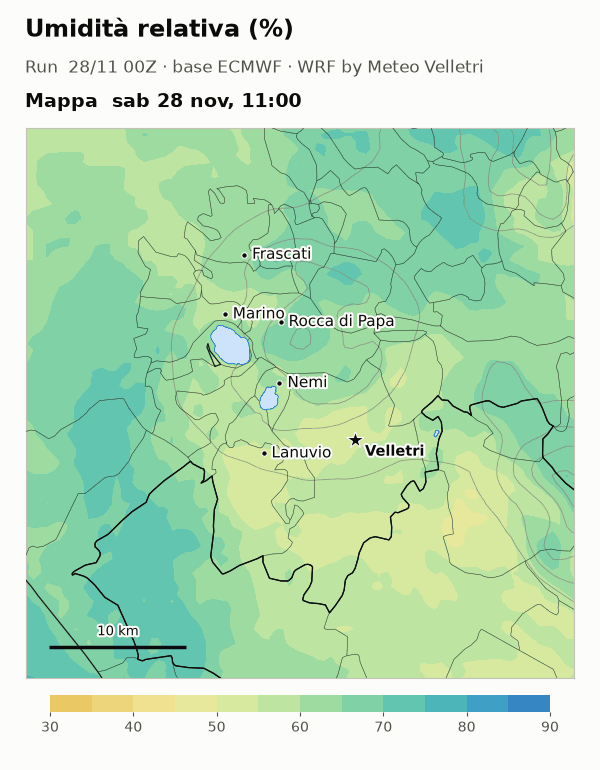 Umidità relativa (%)
Run  28/11 00Z · base ECMWF · WRF by Meteo Velletri
Mappa  sab 28 nov, 11:00
Frascati
Marino
Rocca di Papa
Nemi
Velletri
Lanuvio
10 km
30 40 50 60 70 80 90